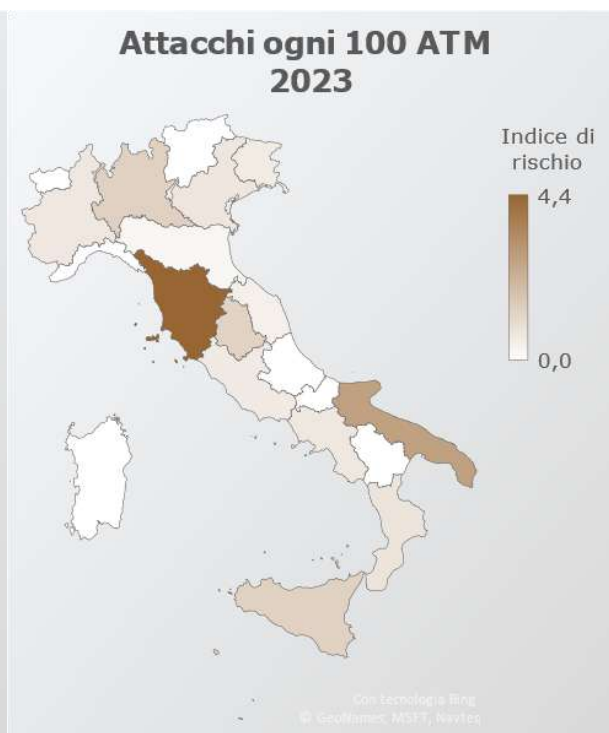 Attacchi ogni 100 ATM
2023
Indice di
rischio
4,4
0,0
Con tecnologia Bing
© GeoNames, MSFT, Navteq